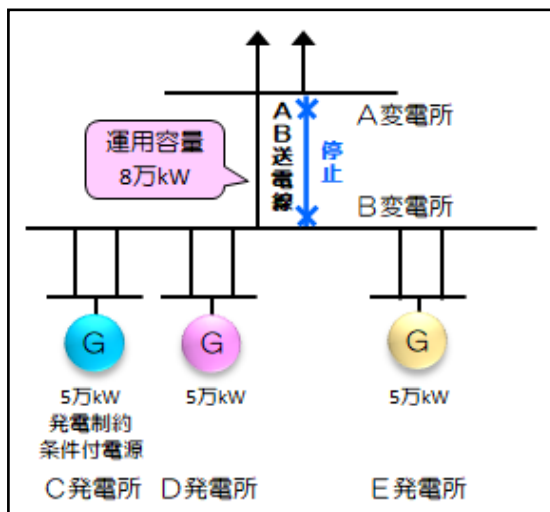 運用容量
8万kW
AB送電線
停止
A変電所
B変電所
G
G
G
5万kW
発電制約
条件付電源
5万kW
5万kW
C発電所
D発電所
E発電所